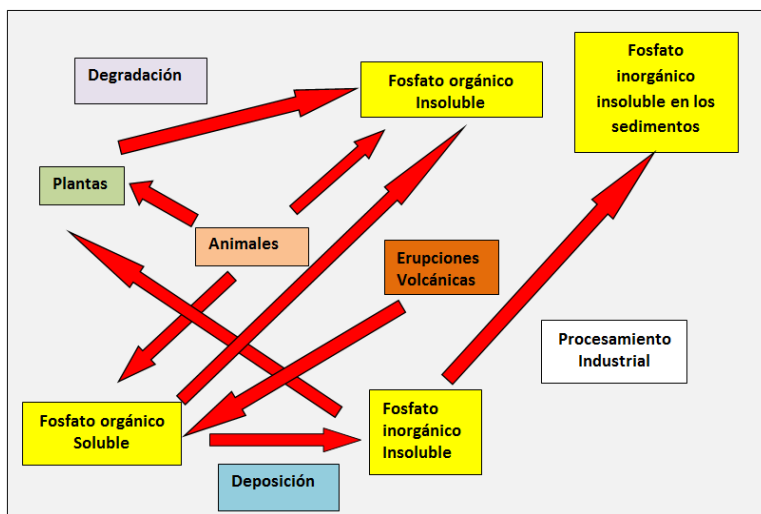 Degradación
Fosfato orgánico
Insoluble
Fosfato
inorgánico
insoluble en los
sedimentos
Plantas
Animales
Erupciones
Volcánicas
Procesamiento
Industrial
Fosfato orgánico
Soluble
Fosfato
inorgánico
Insoluble
Deposición